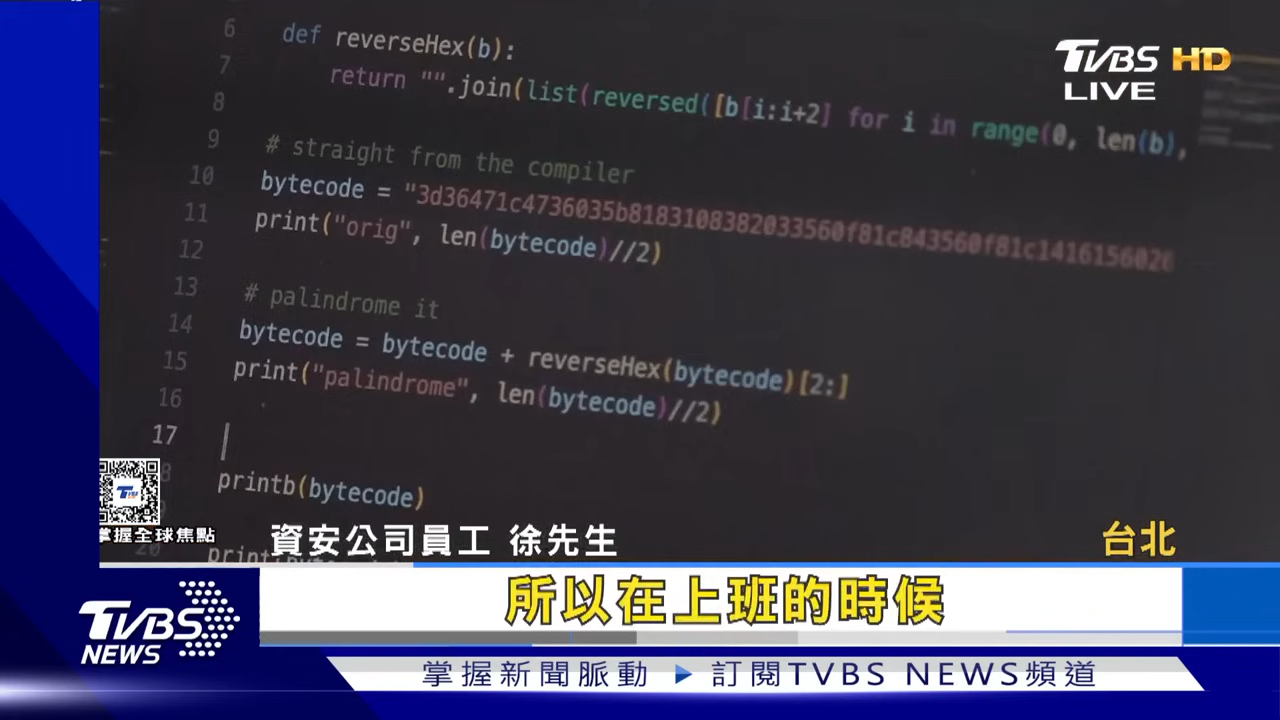 6 def reverseHex(b):
7 return "".join(list(reversed([b[i:i+2] for i in range(0, len(b),
8
9 # straight from the compiler
10 bytecode = "3d36471c4736035b8183108382033560f81c843560f81c1416156026
11 print("orig", len(bytecode)//2)
12
13 # palindrome it
14 bytecode = bytecode + reverseHex(bytecode)[2:]
15 print("palindrome", len(bytecode)//2)
16
17
printb(bytecode)
TVBS HD
LIVE
掌握全球焦點
資安公司員工 徐先生
台北
所以在上班的時候
TVBS
NEWS
掌握新聞脈動 ▶ 訂閱TVBS NEWS頻道